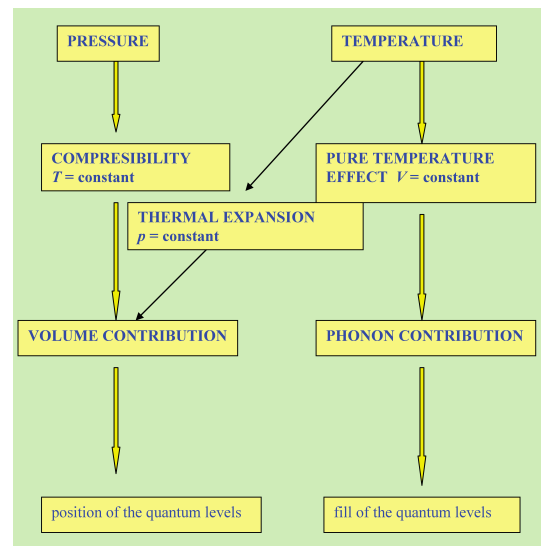 PRESSURE
TEMPERATURE
COMPRESIBILITY
T = constant
PURE TEMPERATURE
EFFECT V = constant
THERMAL EXPANSION
p = constant
VOLUME CONTRIBUTION
PHONON CONTRIBUTION
position of the quantum levels
fill of the quantum levels